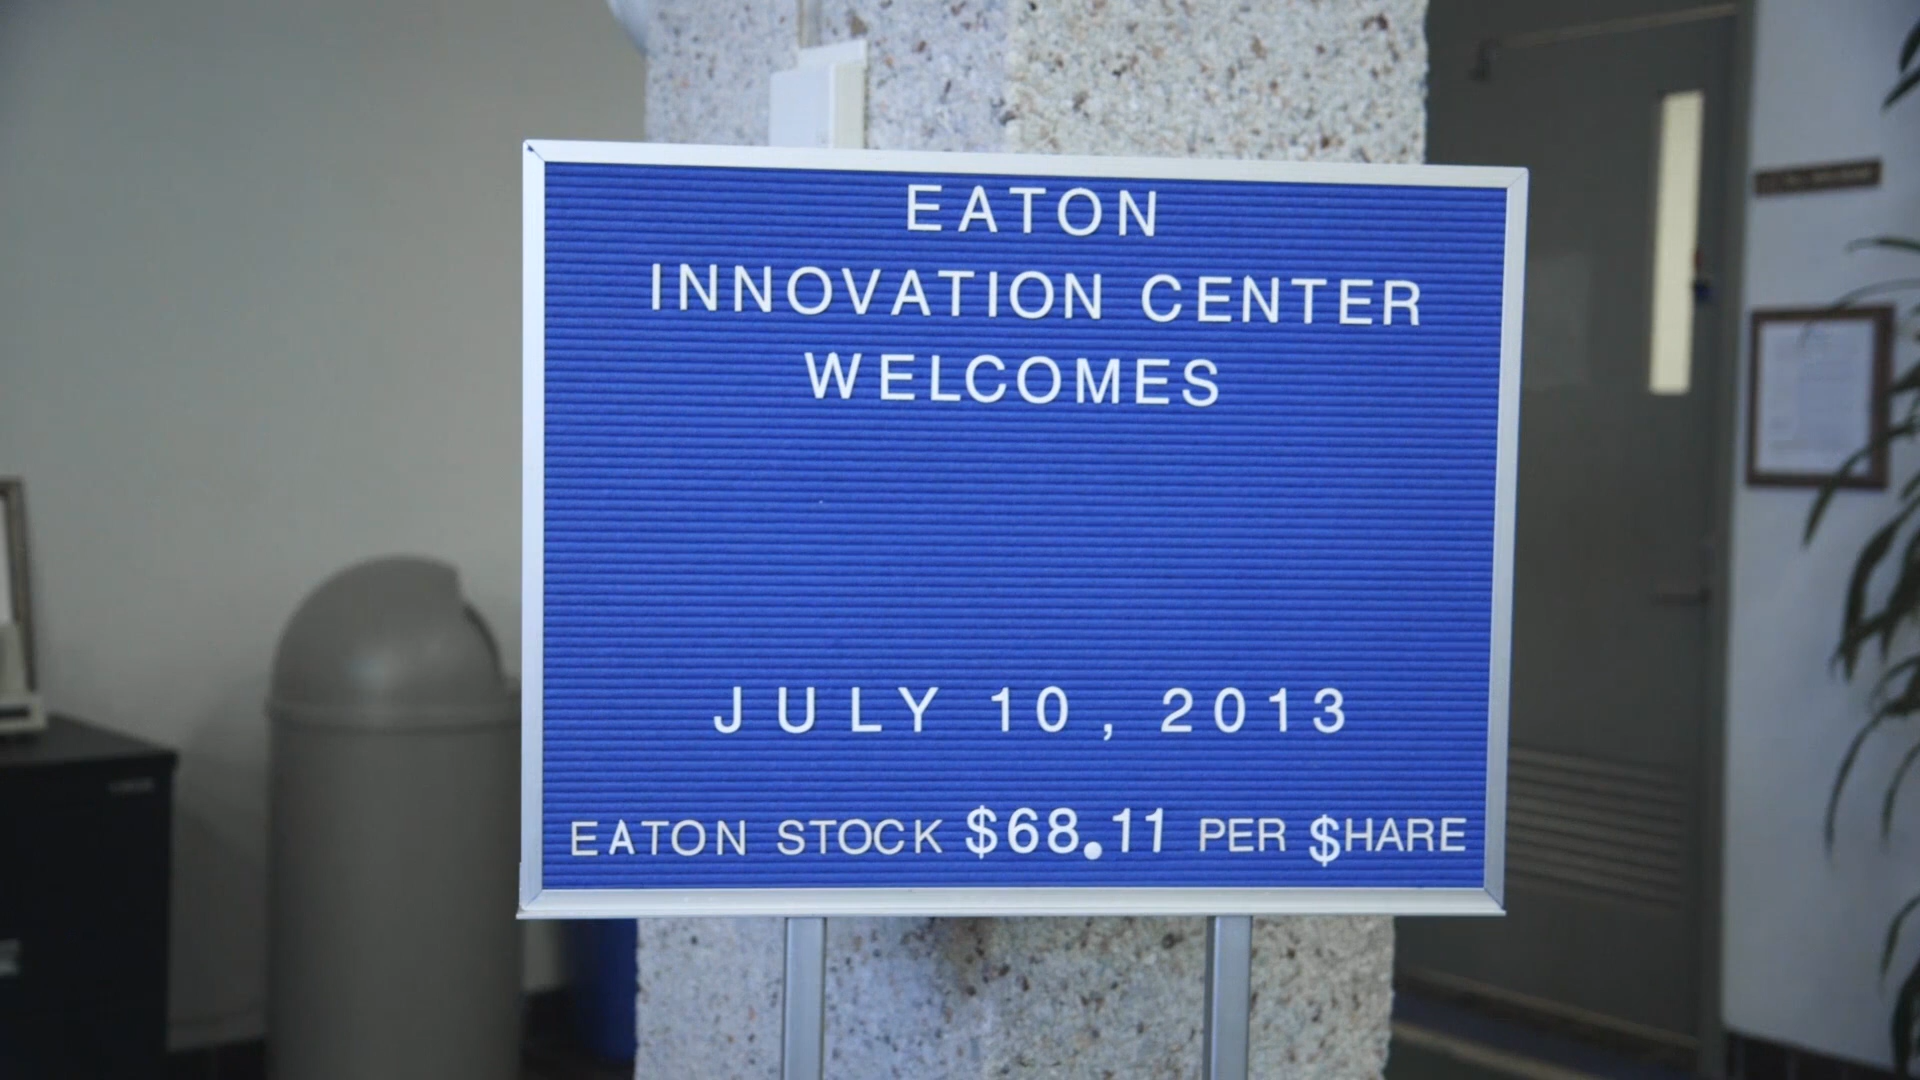 EATON
INNOVATION CENTER
WELCOMES
JULY 10, 2013
EATON STOCK $68.11 PER $HARE